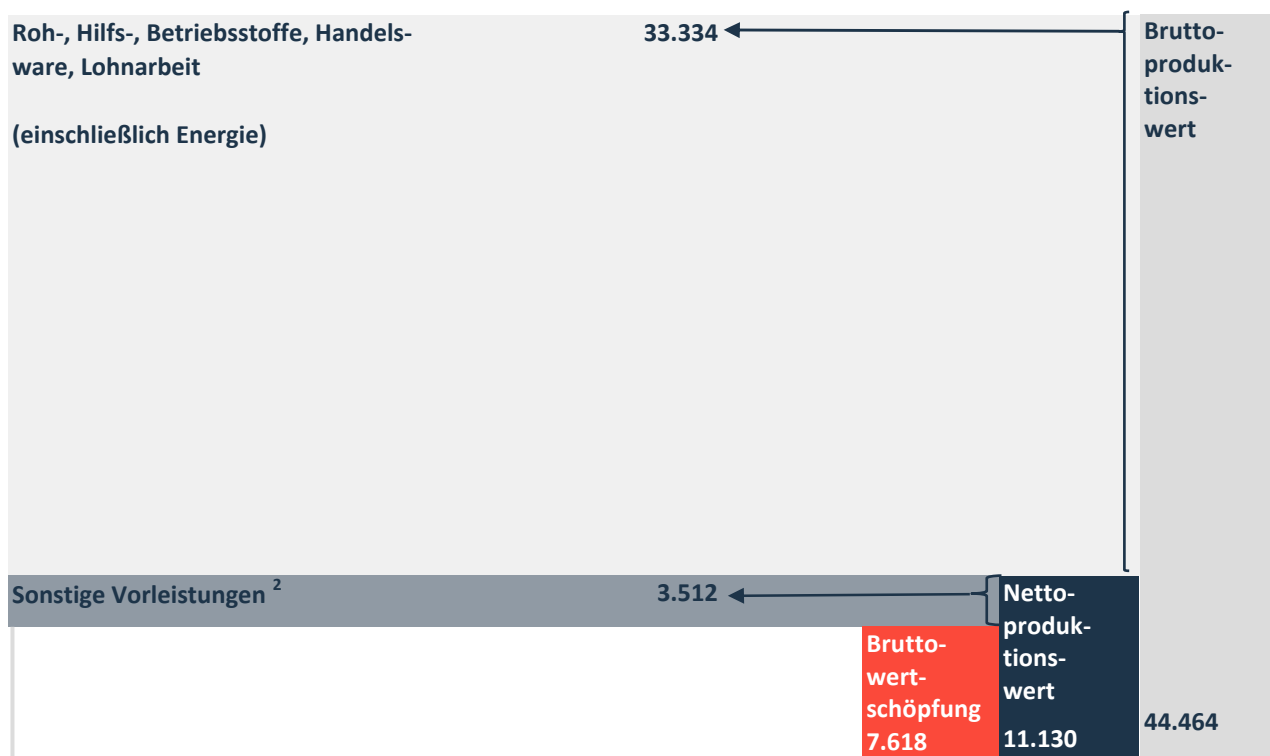 Roh-, Hilfs-, Betriebsstoffe, Handels-
ware, Lohnarbeit
(einschließlich Energie)
33.334
Brutto-
produk-
tions-
wert
44.464
Sonstige Vorleistungen ²
3.512
Netto-
produk-
tions-
wert
11.130
Brutto-
wert-
schöpfung
7.618